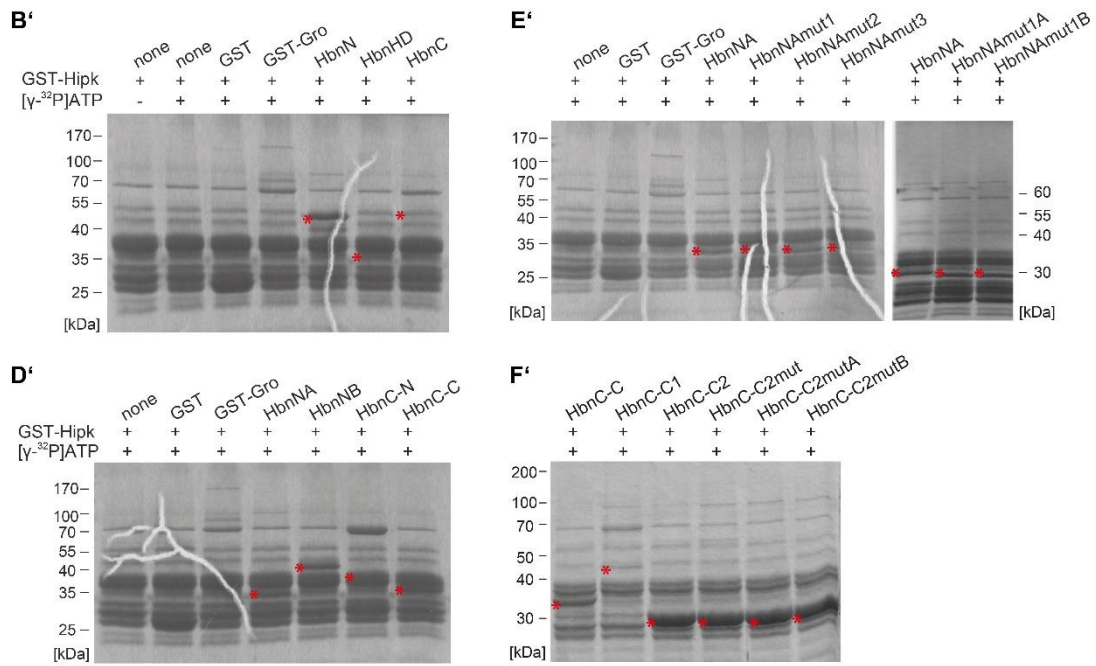 B‘
none none GST GST-Gro HbnN HbnHD HbnC
GST-Hipk + + + + + + +
[γ-³²P]ATP - + + + + + +
170
100
70
55
40
35
25
[kDa]
E‘
none GST GST-Gro HbnNA HbnNAmut1 HbnNAmut2 HbnNAmut3 HbnNA HbnNAmut1A HbnNAmut1B
+ + + + + + + + + +
+ + + + + + + + + +
170
100
70
55
40
35
25
[kDa]
60
55
40
30
[kDa]
D‘
none GST GST-Gro HbnNA HbnNB HbnC-N HbnC-C
GST-Hipk + + + + + + +
[γ-³²P]ATP + + + + + + +
170
100
70
55
40
35
25
[kDa]
F‘
HbnC-C HbnC-C1 HbnC-C2 HbnC-C2mut HbnC-C2mutA HbnC-C2mutB
+ + + + + +
+ + + + + +
200
100
70
50
40
30
[kDa]